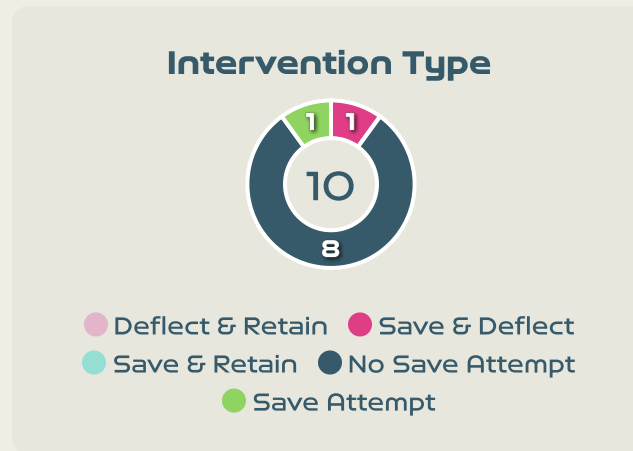 Intervention Type
1 1
10
8
Deflect & Retain Save & Deflect
Save & Retain No Save Attempt
Save Attempt